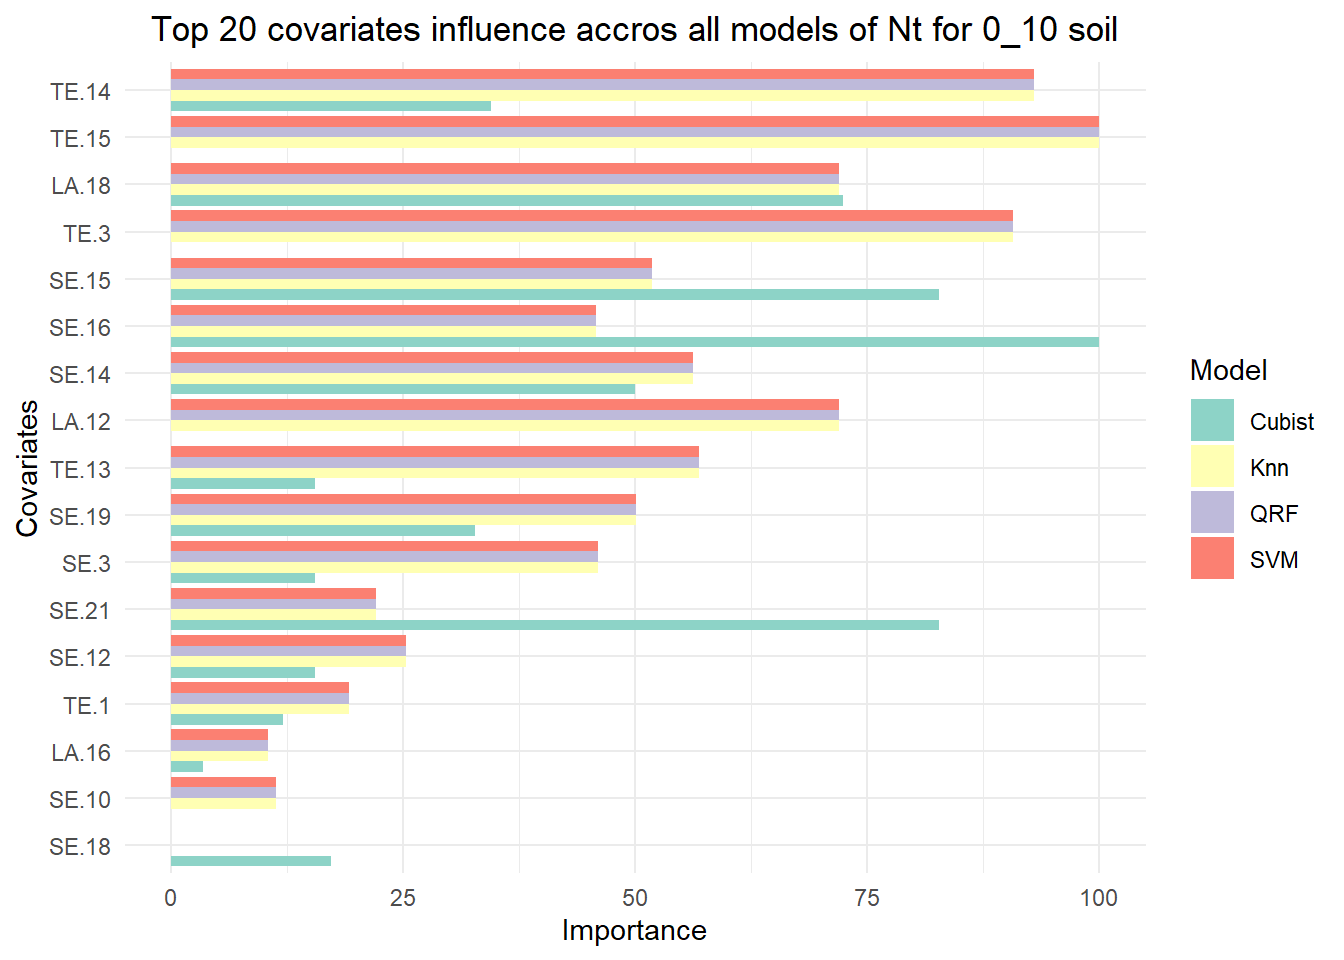 Top 20 covariates influence accros all models of Nt for 0_10 soil
Covariates
TE.14
TE.15
LA.18
TE.3
SE.15
SE.16
SE.14
LA.12
TE.13
SE.19
SE.3
SE.21
SE.12
TE.1
LA.16
SE.10
SE.18
0 25 50 75 100
Importance
Model
Cubist
Knn
QRF
SVM